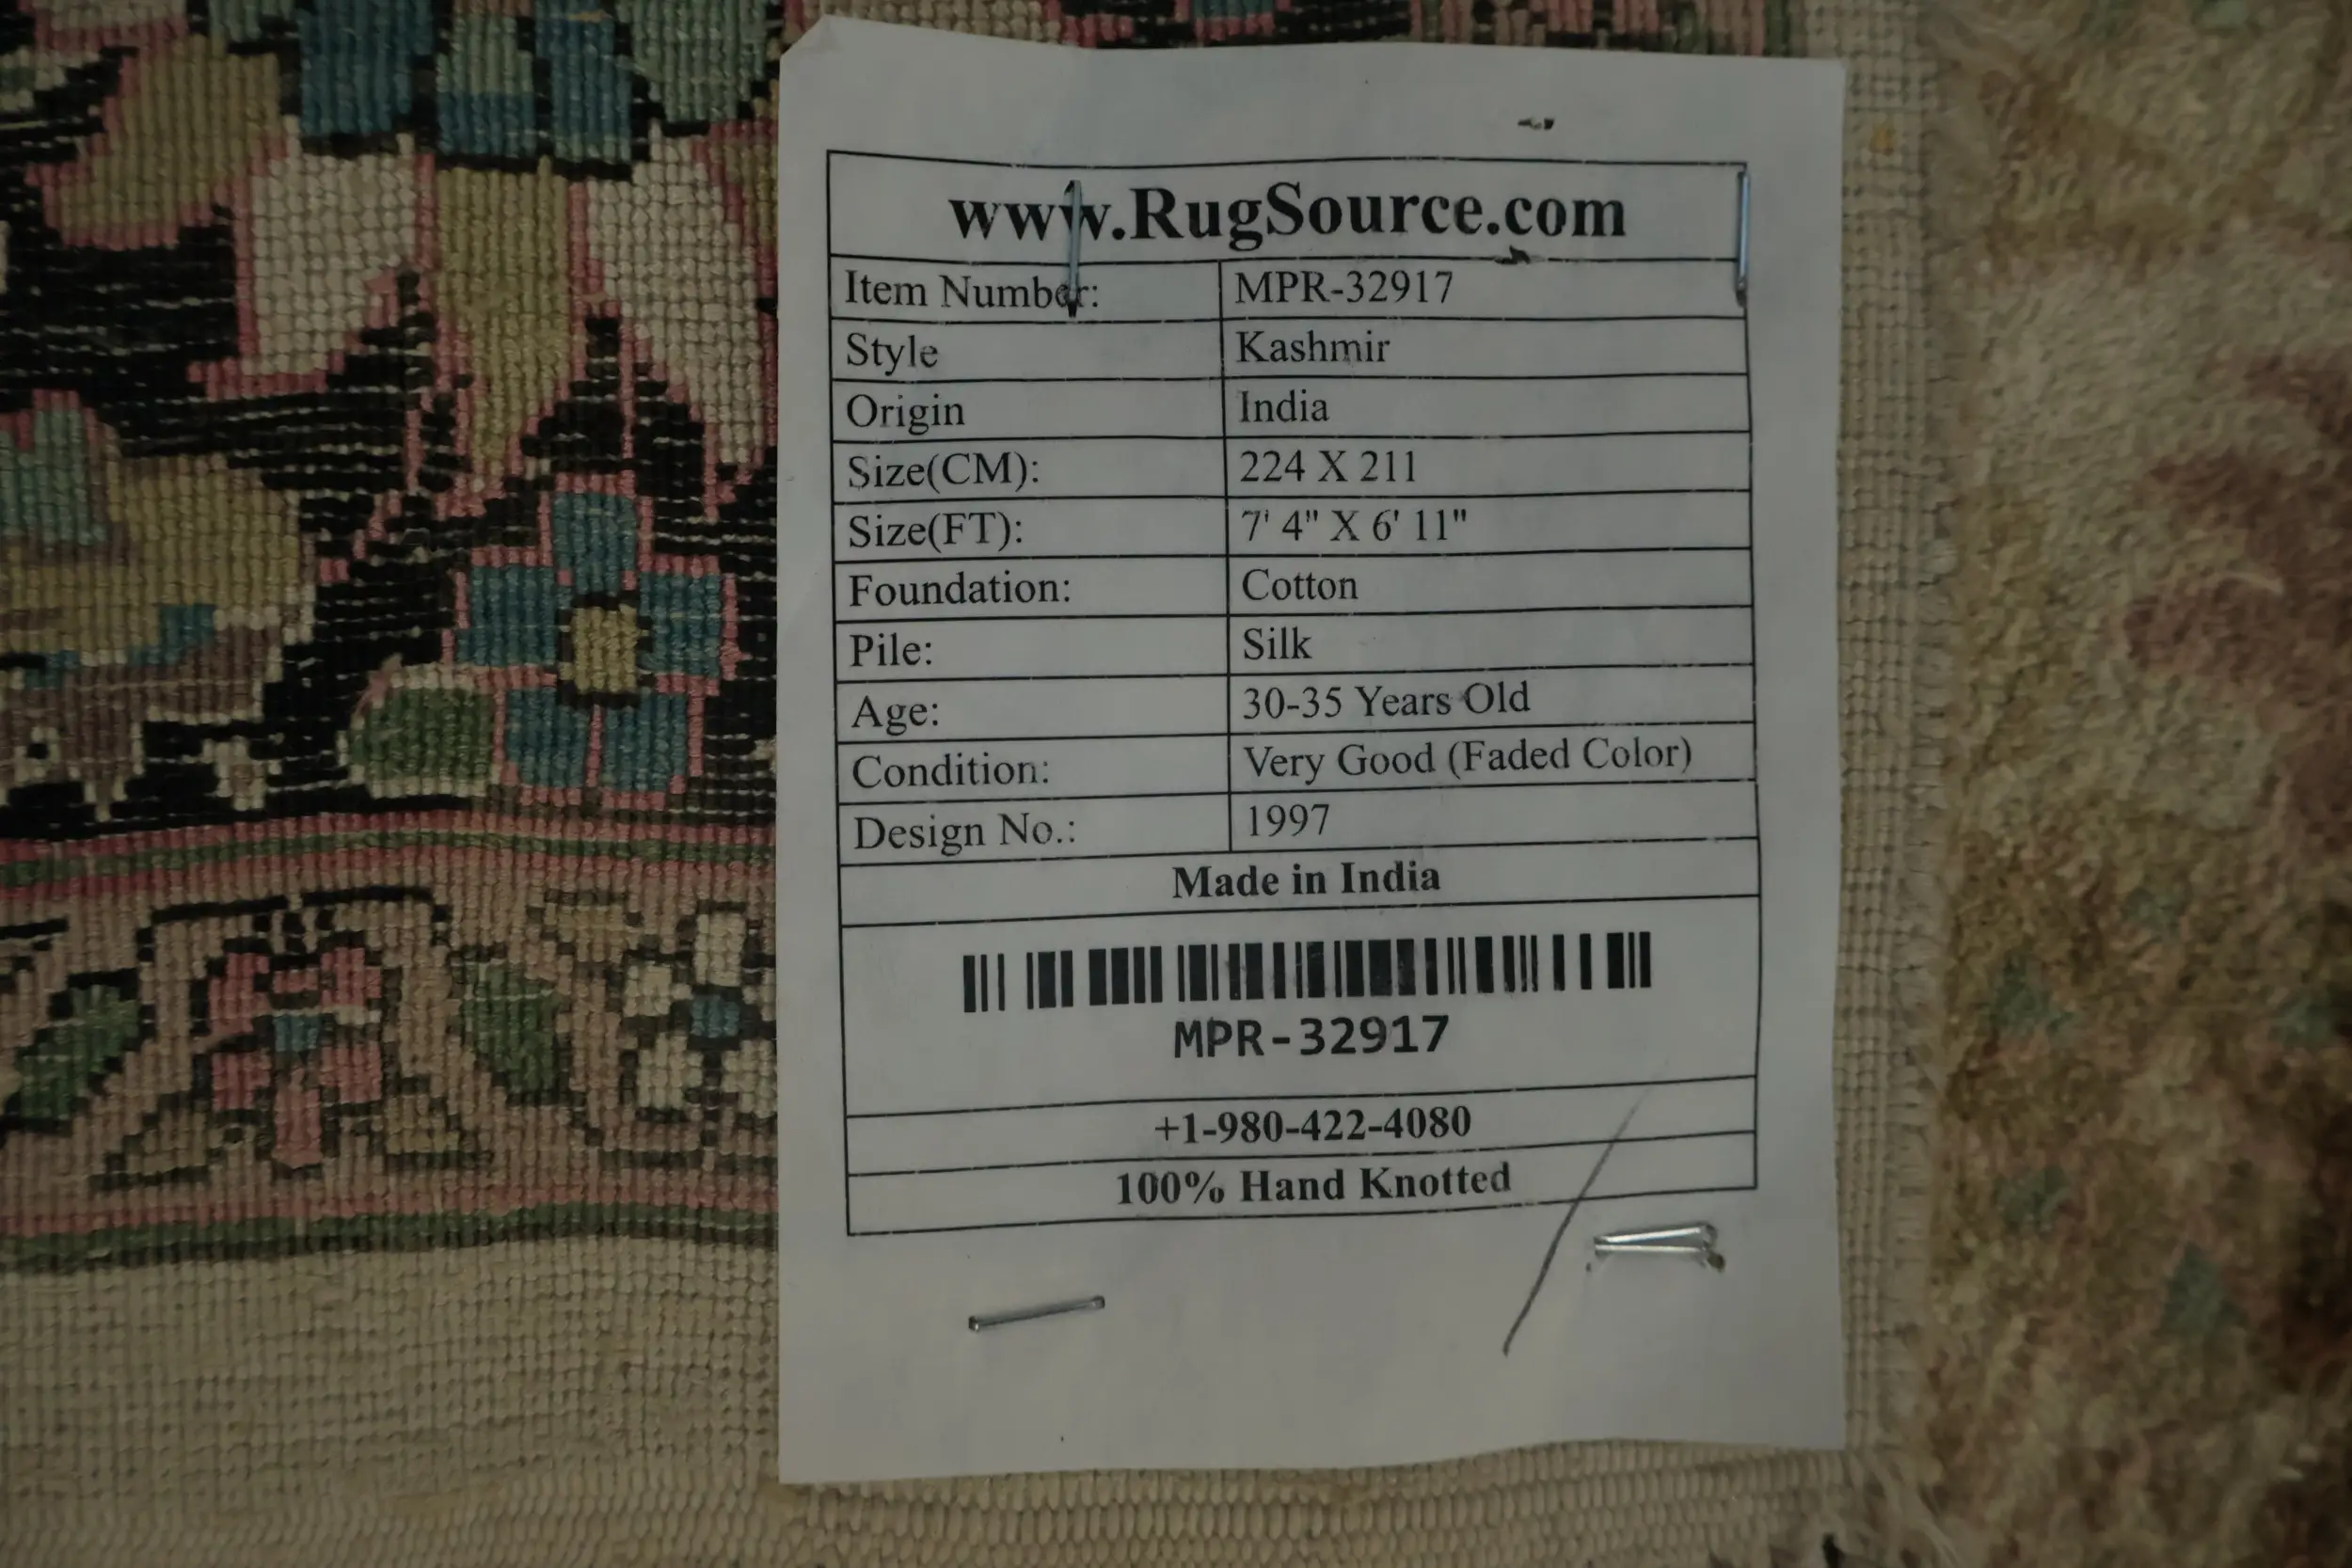 www.RugSource.com
Item Number: MPR-32917
Style Kashmir
Origin India
Size(CM): 224 X 211
Size(FT): 7' 4" X 6' 11"
Foundation: Cotton
Pile: Silk
Age: 30-35 Years Old
Condition: Very Good (Faded Color)
Design No.: 1997
Made in India
MPR-32917
+1-980-422-4080
100% Hand Knotted